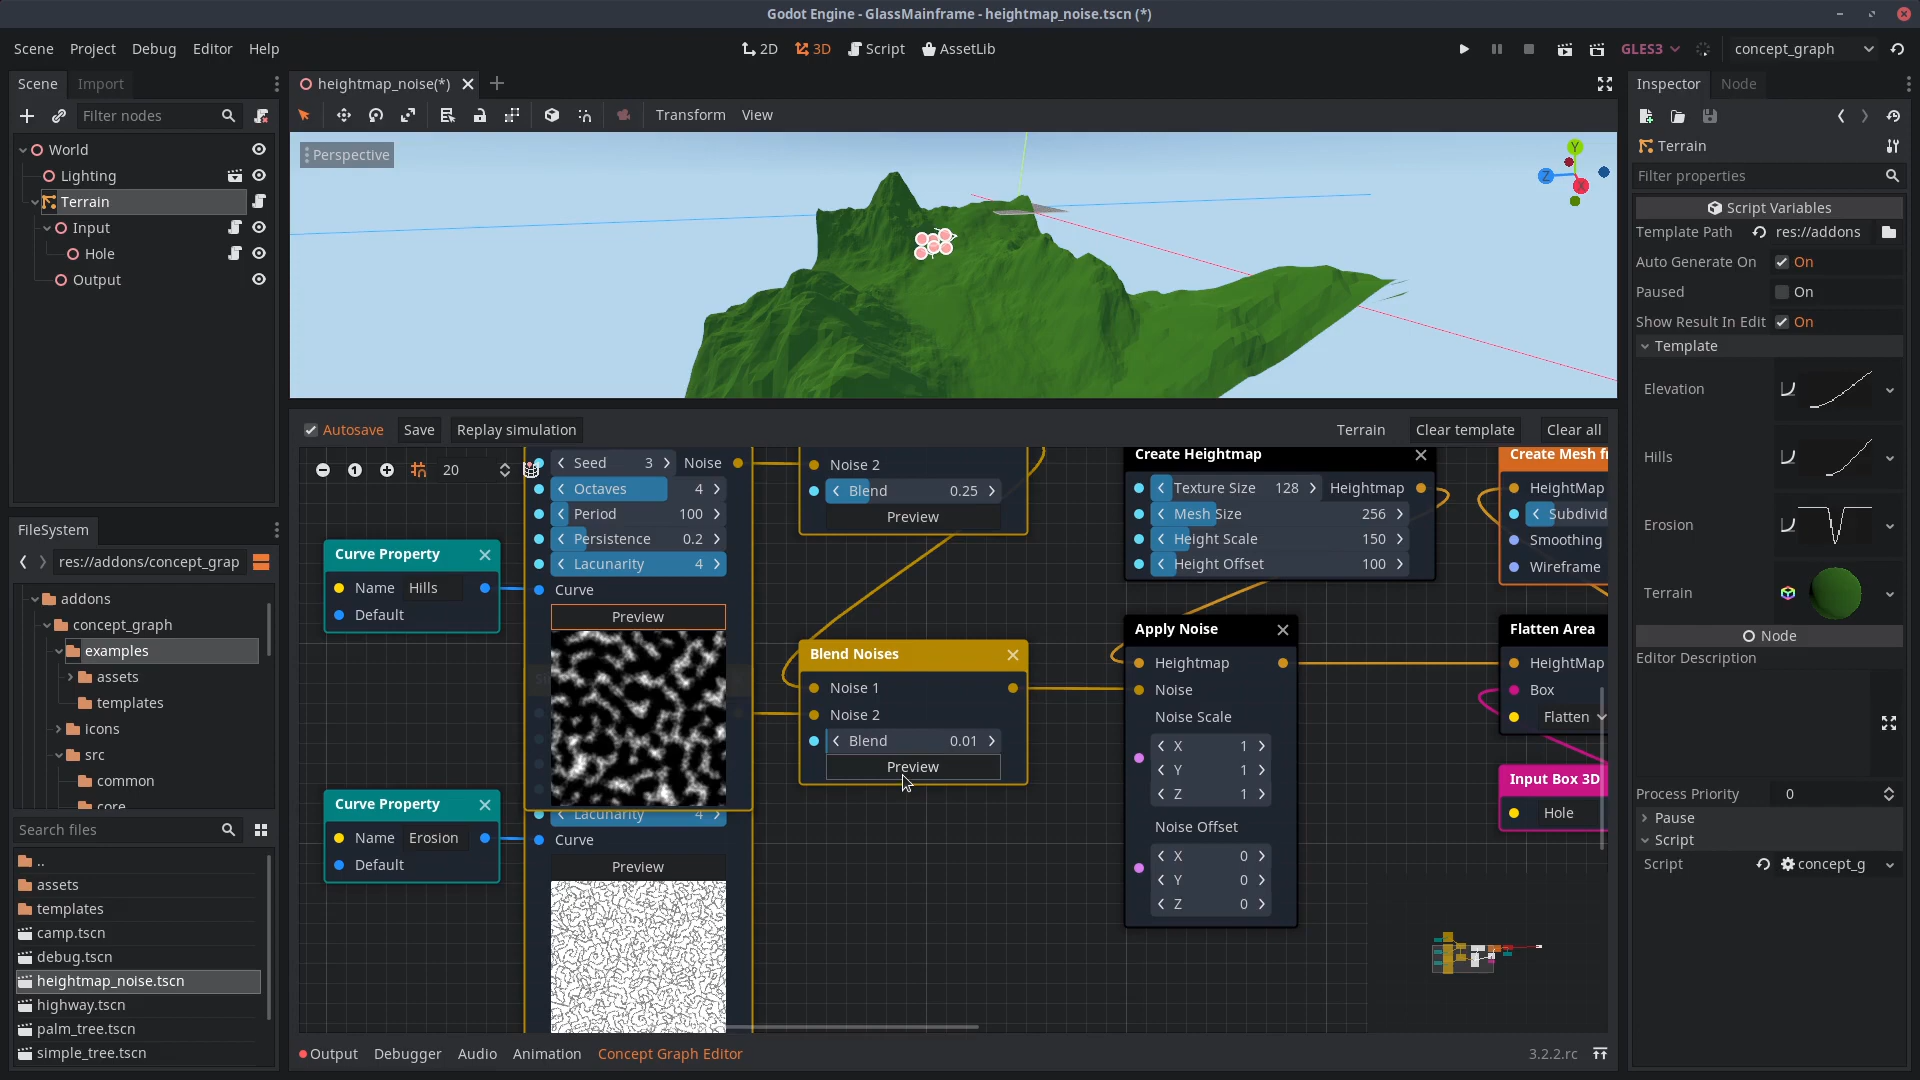 Godot Engine - GlassMainframe - heightmap_noise.tscn (*)
Scene Project Debug Editor Help
2D 3D Script AssetLib
GLES3 concept_graph
Scene Import
Filter nodes
World
Lighting
Terrain
Input
Hole
Output
FileSystem
res://addons/concept_grap
addons
concept_graph
examples
assets
templates
icons
src
common
core
Search files
..
assets
templates
camp.tscn
debug.tscn
heightmap_noise.tscn
highway.tscn
palm_tree.tscn
simple_tree.tscn
heightmap_noise(*)
Transform View
Perspective
Y
Z
X
Autosave Save Replay simulation Terrain Clear template Clear all
1 20
Curve Property
Name Hills
Default
Curve Property
Name Erosion
Default
Seed 3 Noise
Octaves 4
Period 100
Persistence 0.2
Lacunarity 4
Curve
Preview
Lacunarity 4
Curve
Preview
Noise 2
Blend 0.25
Preview
Blend Noises
Noise 1
Noise 2
Blend 0.01
Preview
Create Heightmap
Texture Size 128 Heightmap
Mesh Size 256
Height Scale 150
Height Offset 100
Apply Noise
Heightmap
Noise
Noise Scale
X 1
Y 1
Z 1
Noise Offset
X 0
Y 0
Z 0
Create Mesh fr
HeightMap
Subdivid
Smoothing
Wireframe
Flatten Area
HeightMap
Box
Flatten
Input Box 3D
Hole
Output Debugger Audio Animation Concept Graph Editor 3.2.2.rc
Inspector Node
Terrain
Filter properties
Script Variables
Template Path res://addons
Auto Generate On On
Paused On
Show Result In Edit On
Template
Elevation
Hills
Erosion
Terrain
Node
Editor Description
Process Priority 0
Pause
Script
Script concept_g